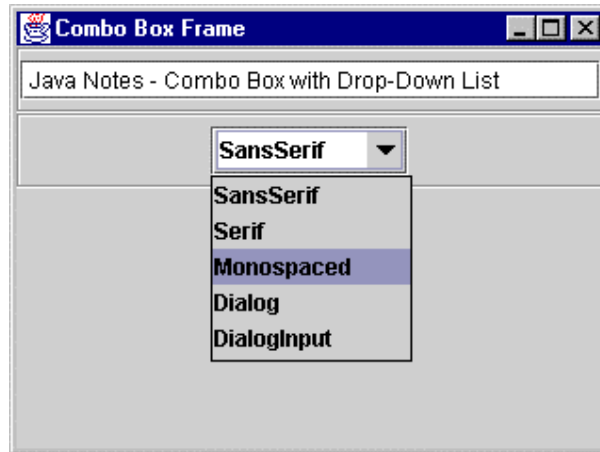 Combo Box Frame
Java Notes - Combo Box with Drop-Down List
SansSerif
SansSerif
Serif
Monospaced
Dialog
DialogInput